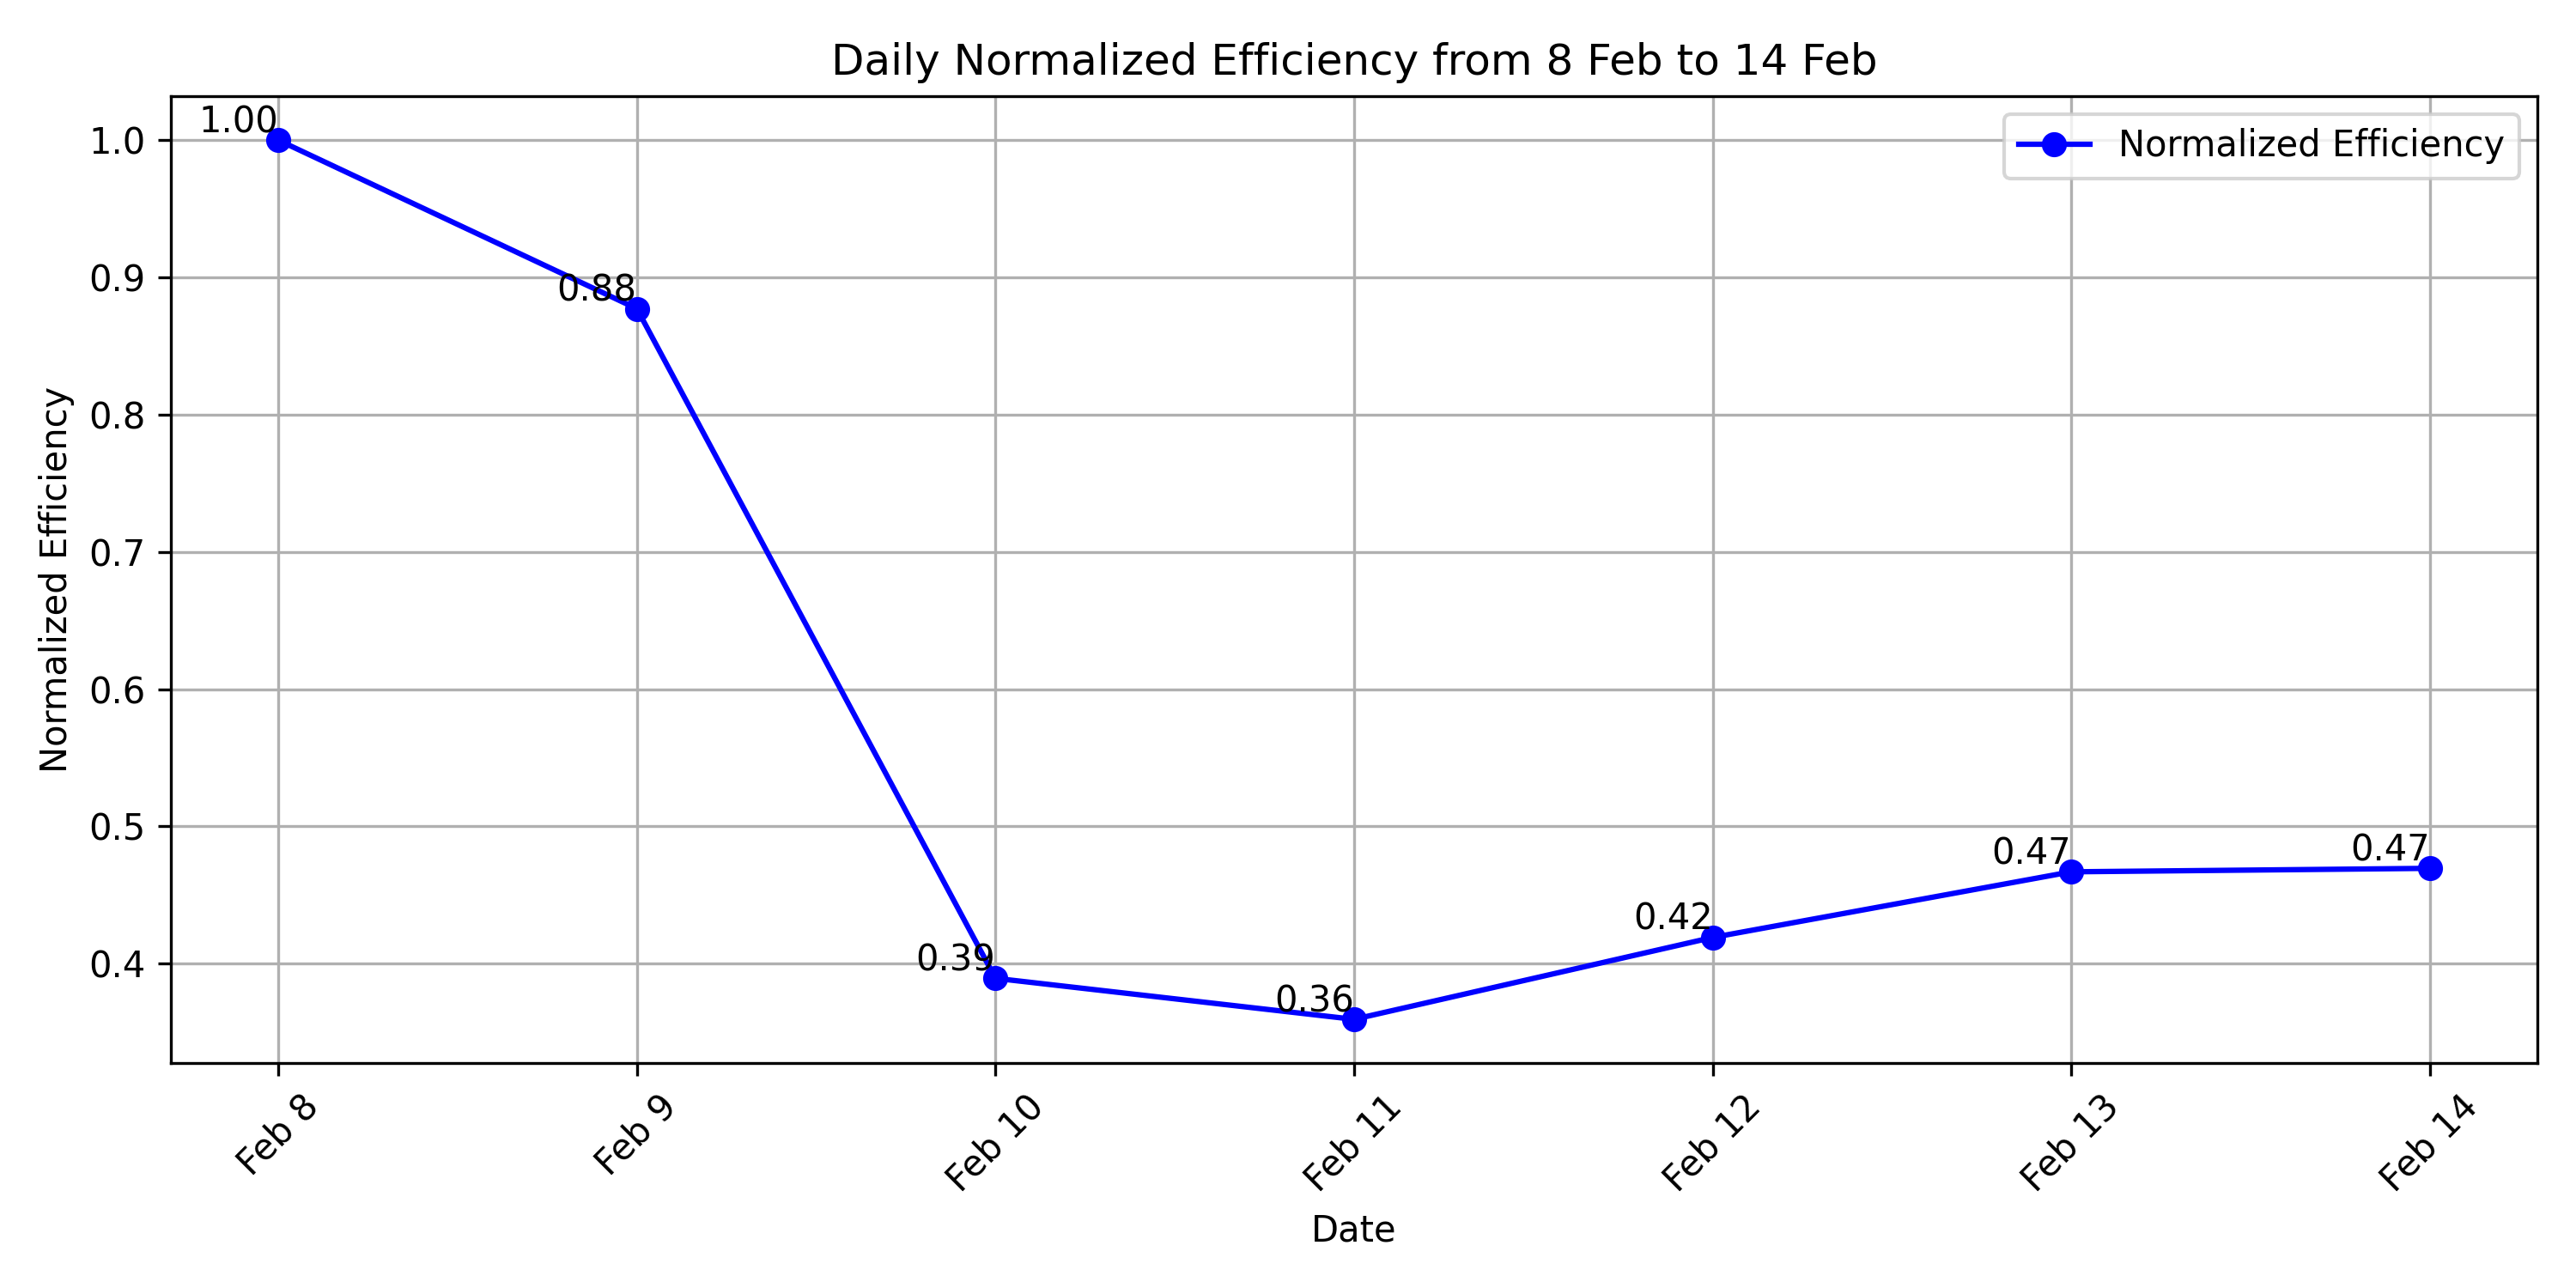 Daily Normalized Efficiency from 8 Feb to 14 Feb
Normalized Efficiency
Normalized Efficiency
1.0
0.9
0.8
0.7
0.6
0.5
0.4
1.00
0.88
0.39
0.36
0.42
0.47
0.47
Feb 8
Feb 9
Feb 10
Feb 11
Feb 12
Feb 13
Feb 14
Date